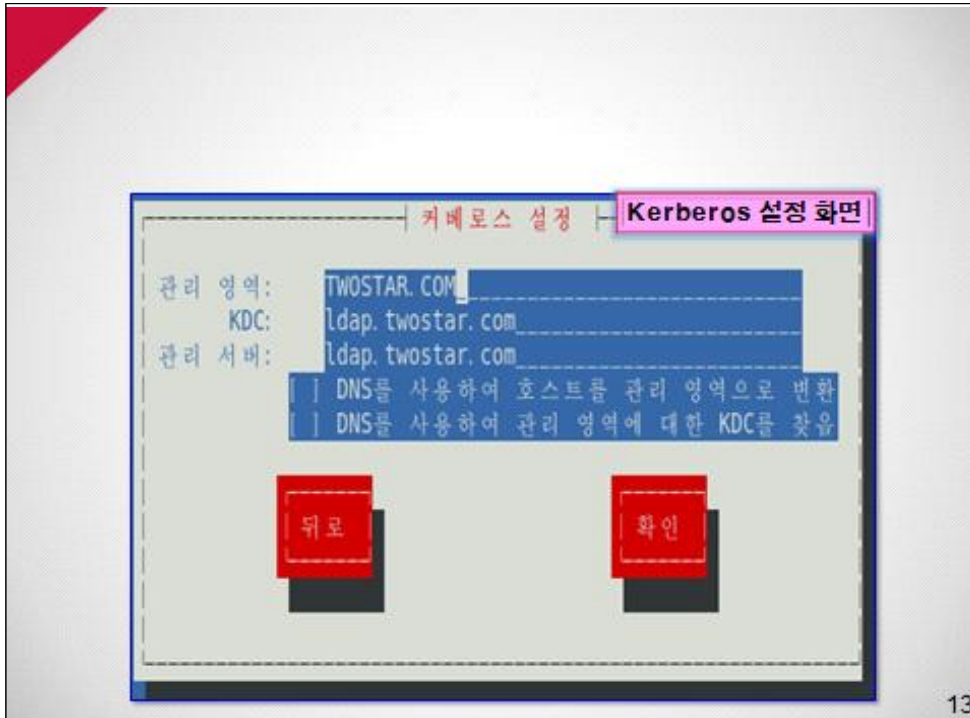 커베로스 설정
Kerberos 설정 화면
관리 영역: TWOSTAR.COM
KDC: ldap.twostar.com
관리 서버: ldap.twostar.com
[ ] DNS를 사용하여 호스트를 관리 영역으로 변환
[ ] DNS를 사용하여 관리 영역에 대한 KDC를 찾음
뒤로
확인
13